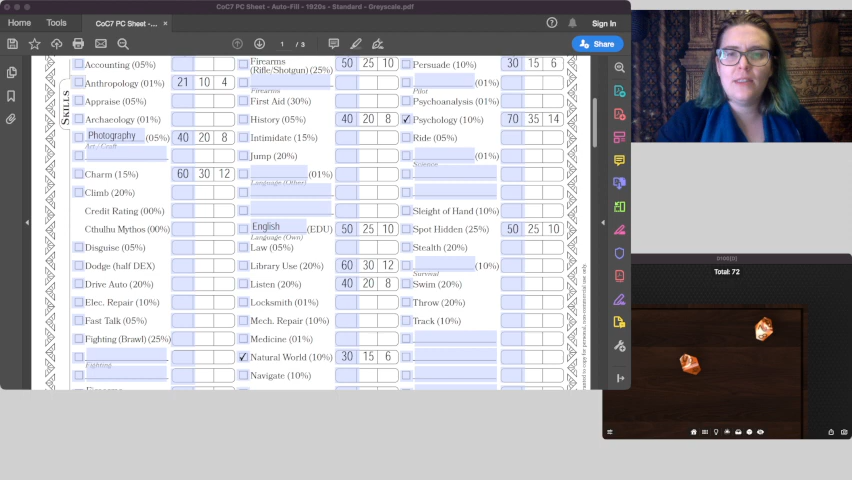 CoC7 PC Sheet - Auto-Fill - 1920s - Standard - Greyscale.pdf
Home Tools CoC7 PC Sheet -... × Sign In
1 / 3 Share
SKILLS
Accounting (05%)
Anthropology (01%) 21 10 4
Appraise (05%)
Archaeology (01%)
Photography (05%) 40 20 8
Art / Craft
Charm (15%) 60 30 12
Climb (20%)
Credit Rating (00%)
Cthulhu Mythos (00%)
Disguise (05%)
Dodge (half DEX)
Drive Auto (20%)
Elec. Repair (10%)
Fast Talk (05%)
Fighting (Brawl) (25%)
Fighting
Firearms
(Rifle/Shotgun) (25%) 50 25 10
Firearms
First Aid (30%)
History (05%) 40 20 8
Intimidate (15%)
Jump (20%)
(01%)
Language (Other)
English (EDU) 50 25 10
Language (Own)
Law (05%)
Library Use (20%) 60 30 12
Listen (20%) 40 20 8
Locksmith (01%)
Mech. Repair (10%)
Medicine (01%)
Natural World (10%) 30 15 6
Navigate (10%)
Persuade (10%) 30 15 6
(01%)
Pilot
Psychoanalysis (01%)
Psychology (10%) 70 35 14
Ride (05%)
(01%)
Science
Sleight of Hand (10%)
Spot Hidden (25%) 50 25 10
Stealth (20%)
(10%)
Survival
Swim (20%)
Throw (20%)
Track (10%)
Total: 72